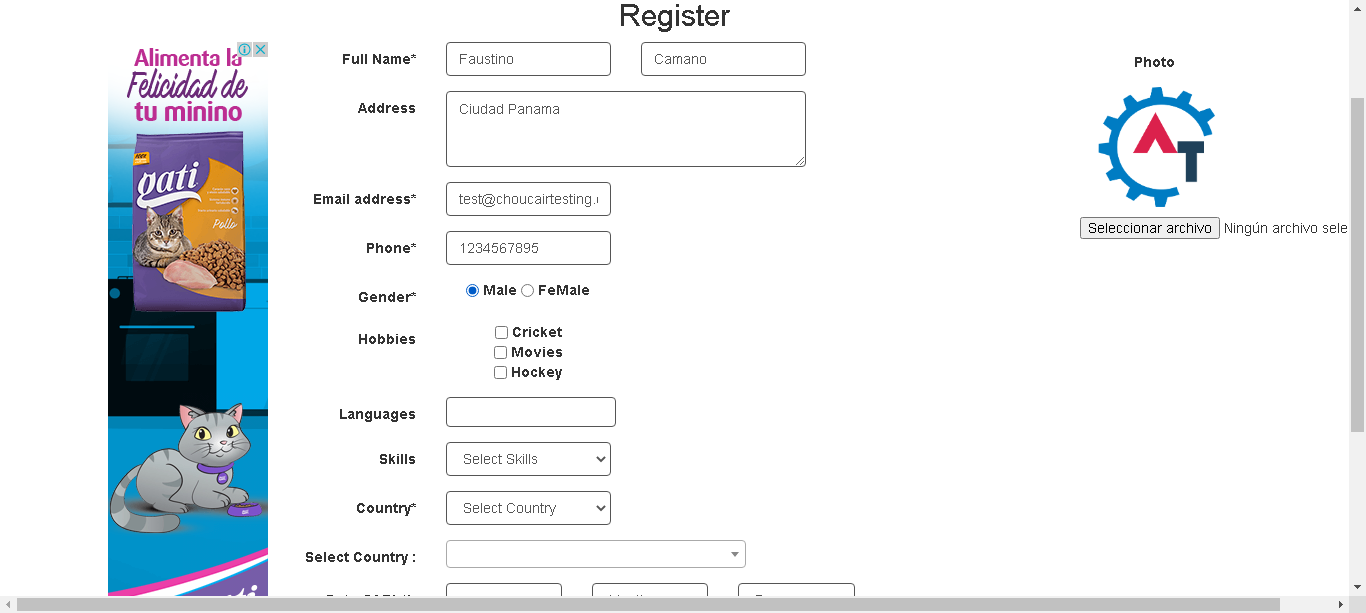 Register
Alimenta la
Felicidad de
tu minino
gati
Pollo
Full Name* Faustino Camano
Address Ciudad Panama
Email address* test@choucairtesting.
Phone* 1234567895
Gender* Male FeMale
Hobbies Cricket
Movies
Hockey
Languages
Skills Select Skills
Country* Select Country
Select Country :
Photo
AT
Seleccionar archivo Ningún archivo sele